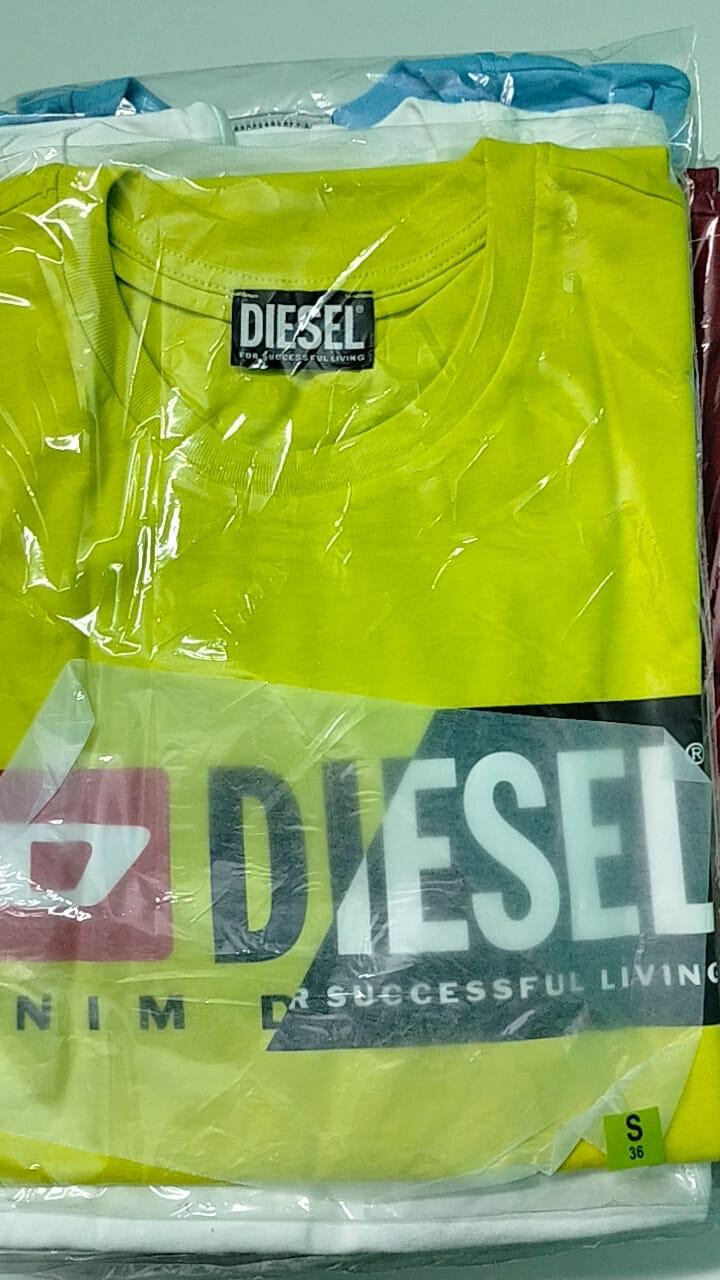 DIESEL®
FOR SUCCESSFUL LIVING
DIESEL®
R SUCCESSFUL LIVING
NIM D
S
36